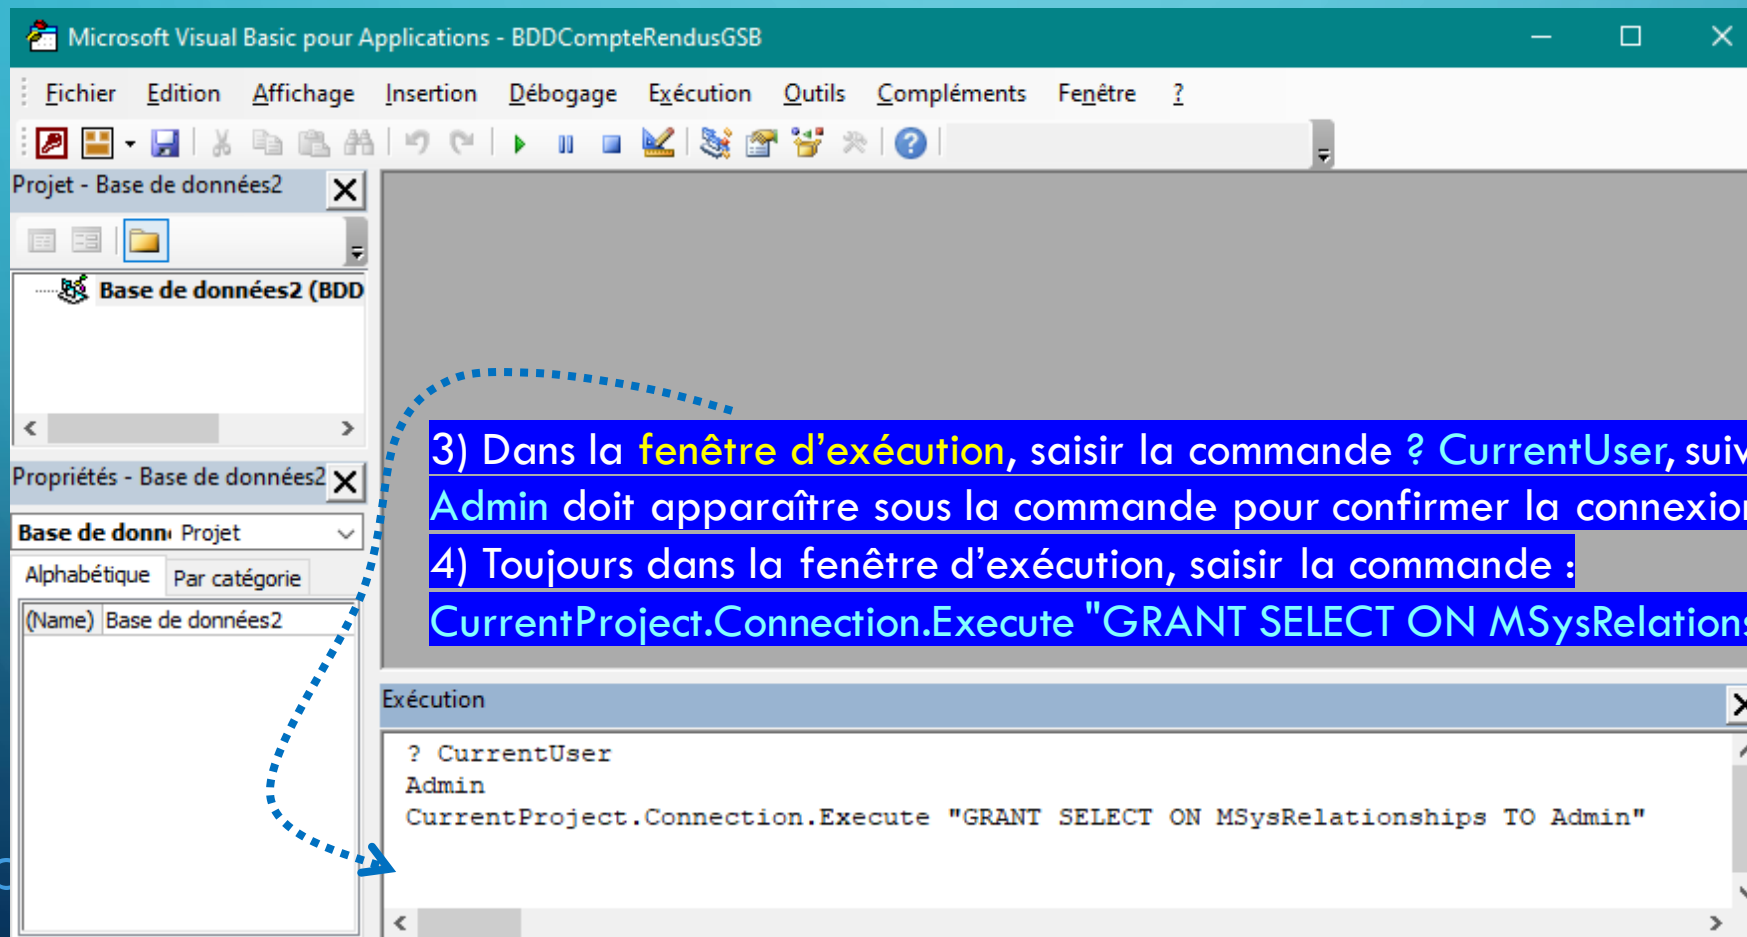 Microsoft Visual Basic pour Applications - BDDCompteRendusGSB
Fichier Edition Affichage Insertion Débogage Exécution Outils Compléments Fenêtre ?
Projet - Base de données2
Base de données2 (BDD
Propriétés - Base de données2
Base de donn Projet
Alphabétique Par catégorie
(Name) Base de données2
3) Dans la fenêtre d’exécution, saisir la commande ? CurrentUser, suiv
Admin doit apparaître sous la commande pour confirmer la connexion
4) Toujours dans la fenêtre d’exécution, saisir la commande :
CurrentProject.Connection.Execute "GRANT SELECT ON MSysRelations
Exécution
? CurrentUser
Admin
CurrentProject.Connection.Execute "GRANT SELECT ON MSysRelationships TO Admin"